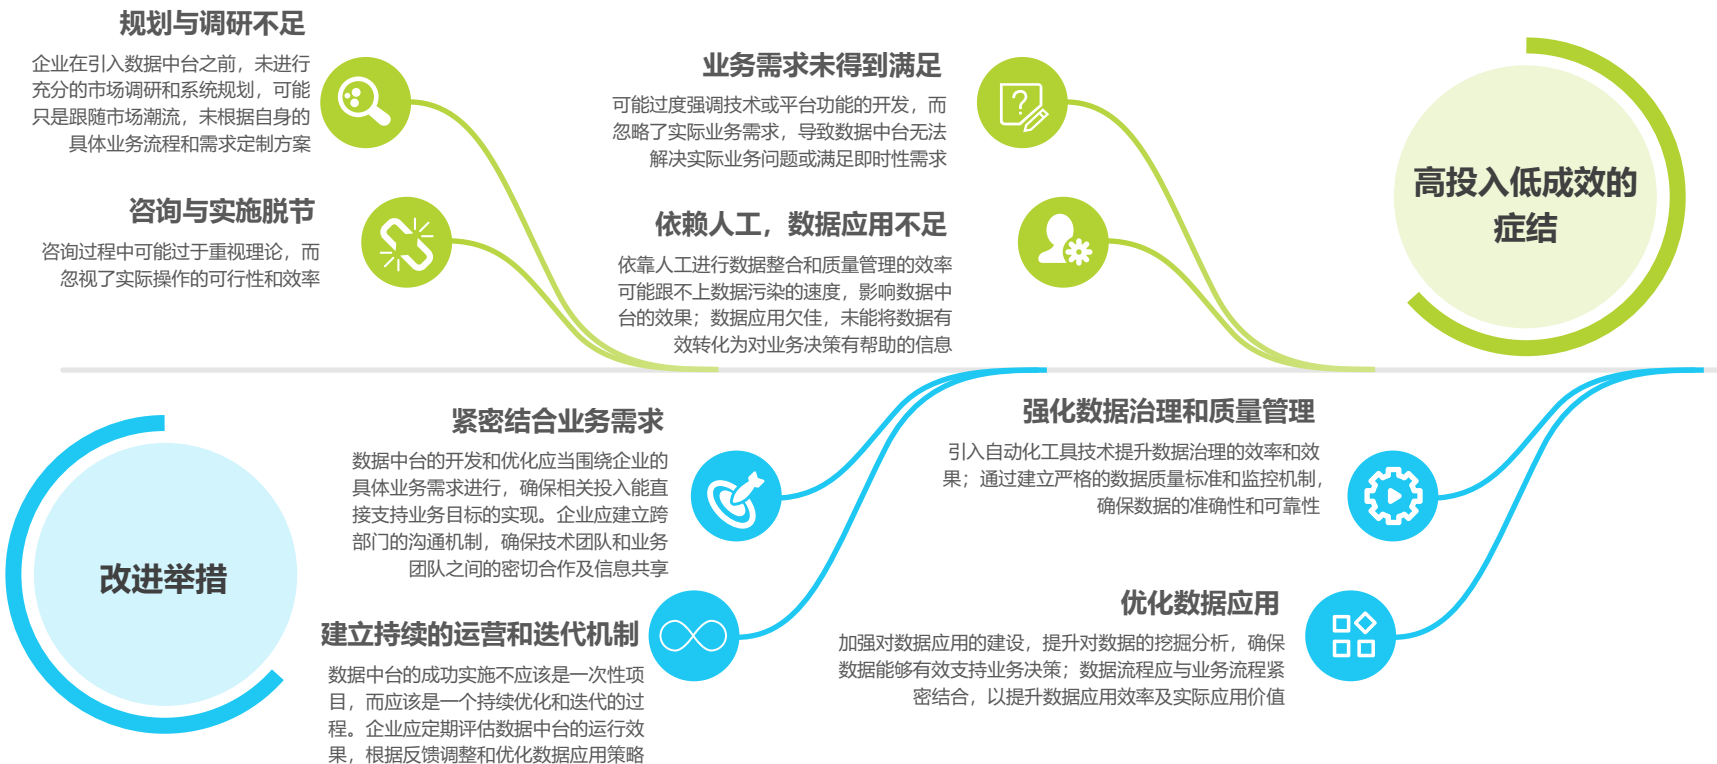 规划与调研不足
企业在引入数据中台之前，未进行
充分的市场调研和系统规划，可能
只是跟随市场潮流，未根据自身的
具体业务流程和需求定制方案
咨询与实施脱节
咨询过程中可能过于重视理论，而
忽视了实际操作的可行性和效率
业务需求未得到满足
可能过度强调技术或平台功能的开发，而
忽略了实际业务需求，导致数据中台无法
解决实际业务问题或满足即时性需求
依赖人工，数据应用不足
依靠人工进行数据整合和质量管理的效率
可能跟不上数据污染的速度，影响数据中
台的效果；数据应用欠佳，未能将数据有
效转化为对业务决策有帮助的信息
高投入低成效的
症结
改进举措
紧密结合业务需求
数据中台的开发和优化应当围绕企业的
具体业务需求进行，确保相关投入能直
接支持业务目标的实现。企业应建立跨
部门的沟通机制，确保技术团队和业务
团队之间的密切合作及信息共享
建立持续的运营和迭代机制
数据中台的成功实施不应该是一次性项
目，而应该是一个持续优化和迭代的过
程。企业应定期评估数据中台的运行效
果，根据反馈调整和优化数据应用策略
强化数据治理和质量管理
引入自动化工具技术提升数据治理的效率和效
果；通过建立严格的数据质量标准和监控机制，
确保数据的准确性和可靠性
优化数据应用
加强对数据应用的建设，提升对数据的挖掘分析，确保
数据能够有效支持业务决策；数据流程应与业务流程紧
密结合，以提升数据应用效率及实际应用价值